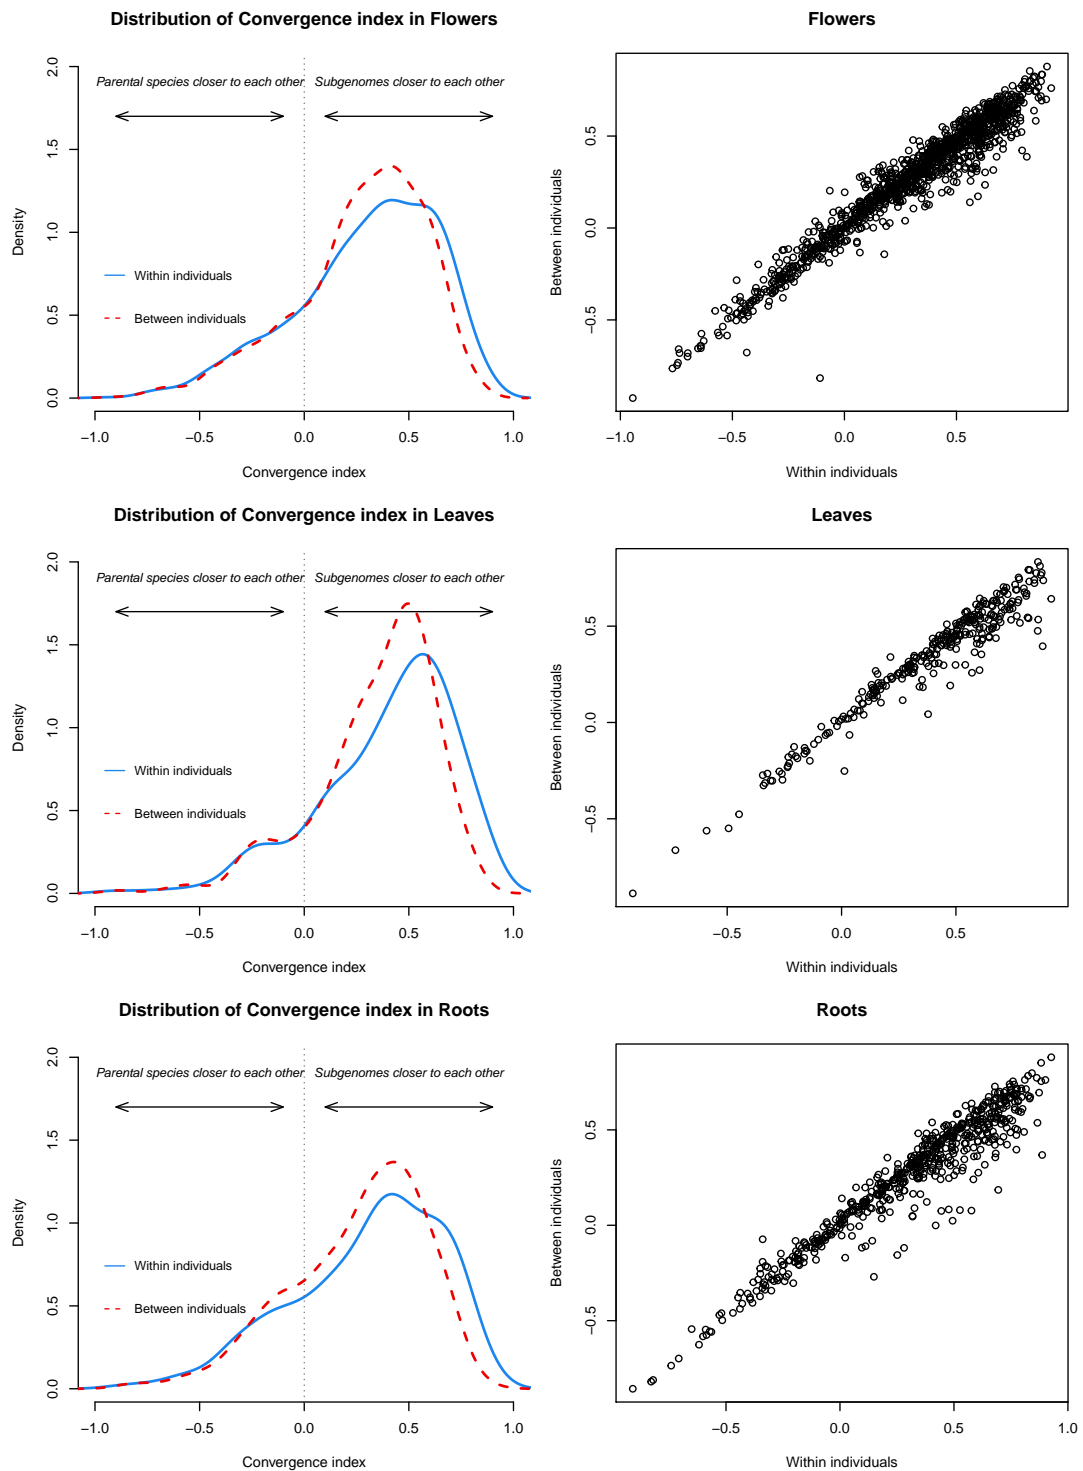 Distribution of Convergence index in Flowers
Parental species closer to each other
Subgenomes closer to each other
Density
0.0
0.5
1.0
1.5
2.0
Within individuals
Between individuals
−1.0
−0.5
0.0
0.5
1.0
Convergence index
Flowers
Between individuals
−0.5
0.0
0.5
−1.0
−0.5
0.0
0.5
Within individuals
Distribution of Convergence index in Leaves
Parental species closer to each other
Subgenomes closer to each other
Density
0.0
0.5
1.0
1.5
2.0
Within individuals
Between individuals
−1.0
−0.5
0.0
0.5
1.0
Convergence index
Leaves
Between individuals
−0.5
0.0
0.5
−0.5
0.0
0.5
Within individuals
Distribution of Convergence index in Roots
Parental species closer to each other
Subgenomes closer to each other
Density
0.0
0.5
1.0
1.5
2.0
Within individuals
Between individuals
−1.0
−0.5
0.0
0.5
1.0
Convergence index
Roots
Between individuals
−0.5
0.0
0.5
−0.5
0.0
0.5
1.0
Within individuals